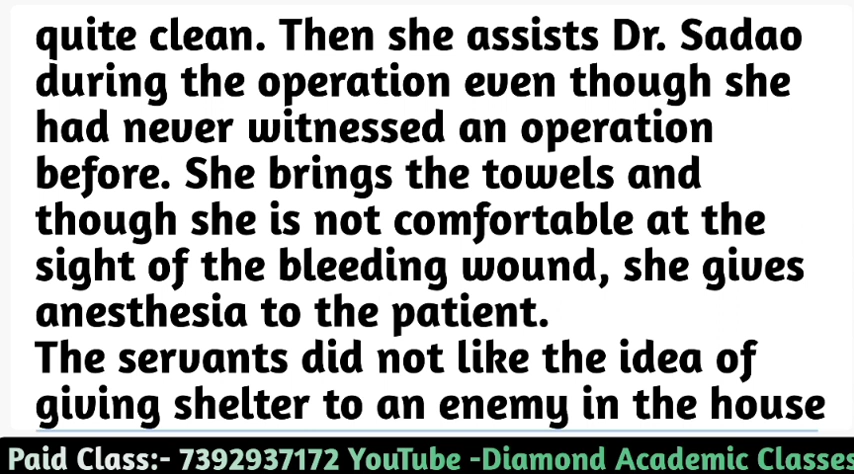 quite clean. Then she assists Dr. Sadao
during the operation even though she
had never witnessed an operation
before. She brings the towels and
though she is not comfortable at the
sight of the bleeding wound, she gives
anesthesia to the patient.
The servants did not like the idea of
giving shelter to an enemy in the house
Paid Class:- 7392937172 YouTube -Diamond Academic Classes